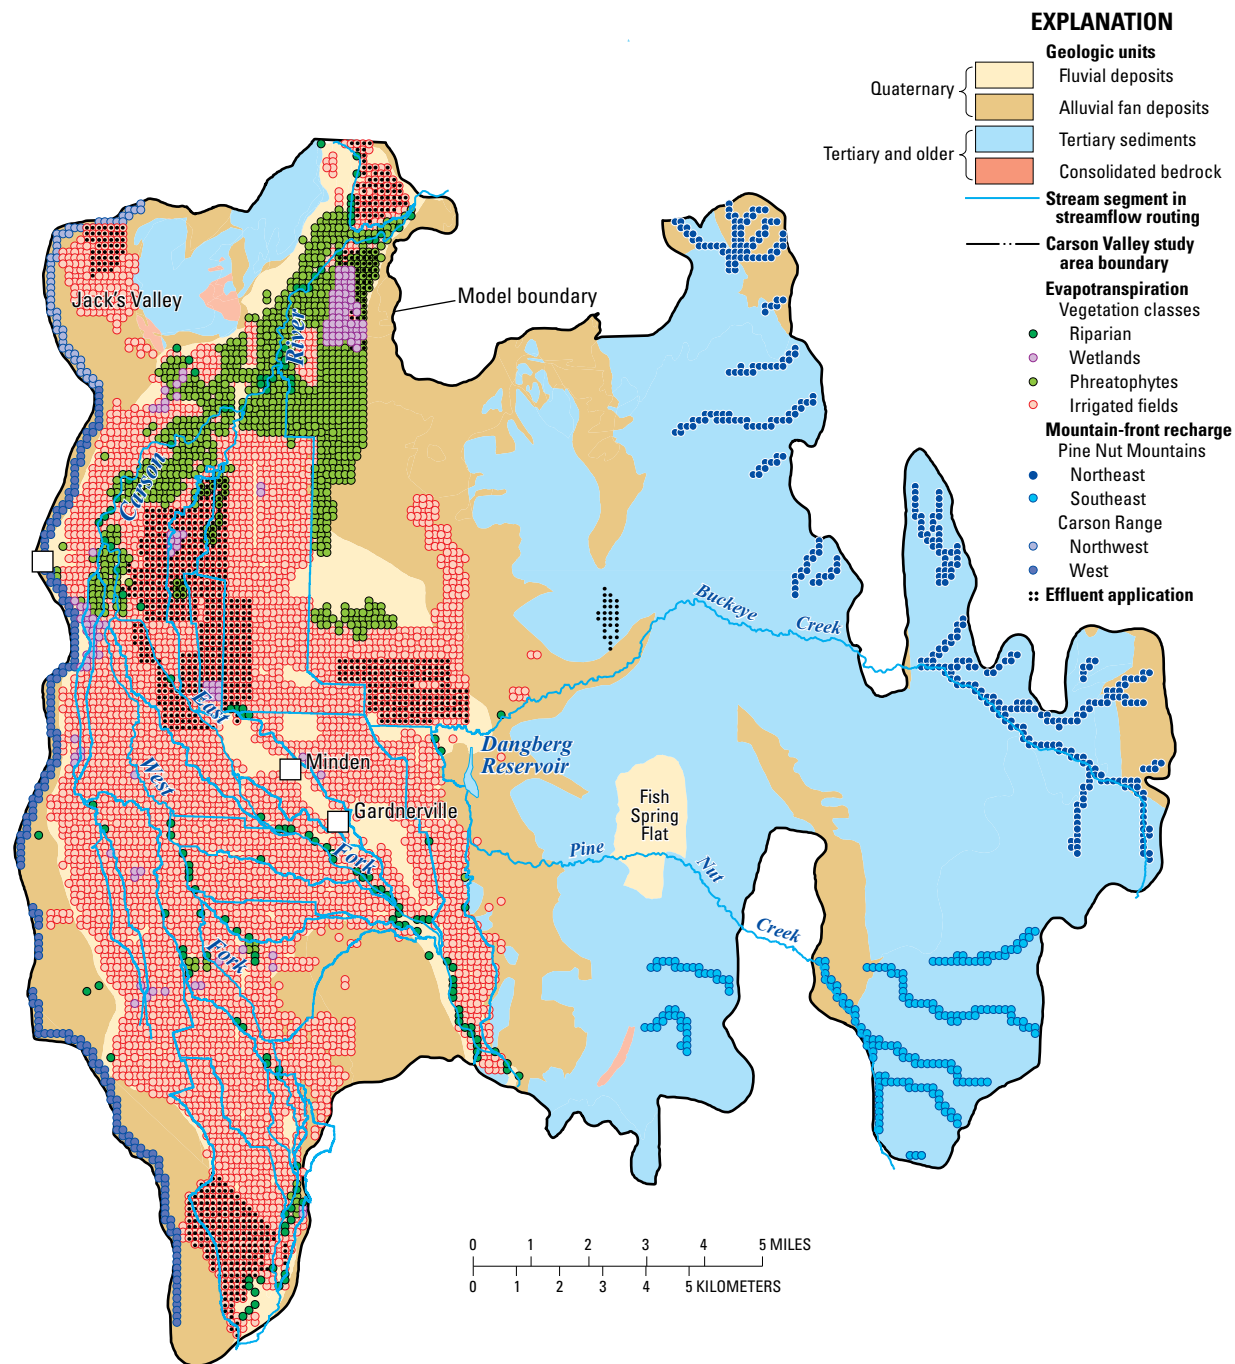 EXPLANATION
Geologic units
Quaternary
Fluvial deposits
Alluvial fan deposits
Tertiary and older
Tertiary sediments
Consolidated bedrock
Stream segment in
streamflow routing
Carson Valley study
area boundary
Evapotranspiration
Vegetation classes
Riparian
Wetlands
Phreatophytes
Irrigated fields
Mountain-front recharge
Pine Nut Mountains
Northeast
Southeast
Carson Range
Northwest
West
Effluent application
Jack's Valley
Model boundary
Carson
River
Buckeye
Creek
East
Fork
West
Fork
Minden
Gardnerville
Dangberg
Reservoir
Fish
Spring
Flat
Pine
Nut
Creek
0 1 2 3 4 5 MILES
0 1 2 3 4 5 KILOMETERS